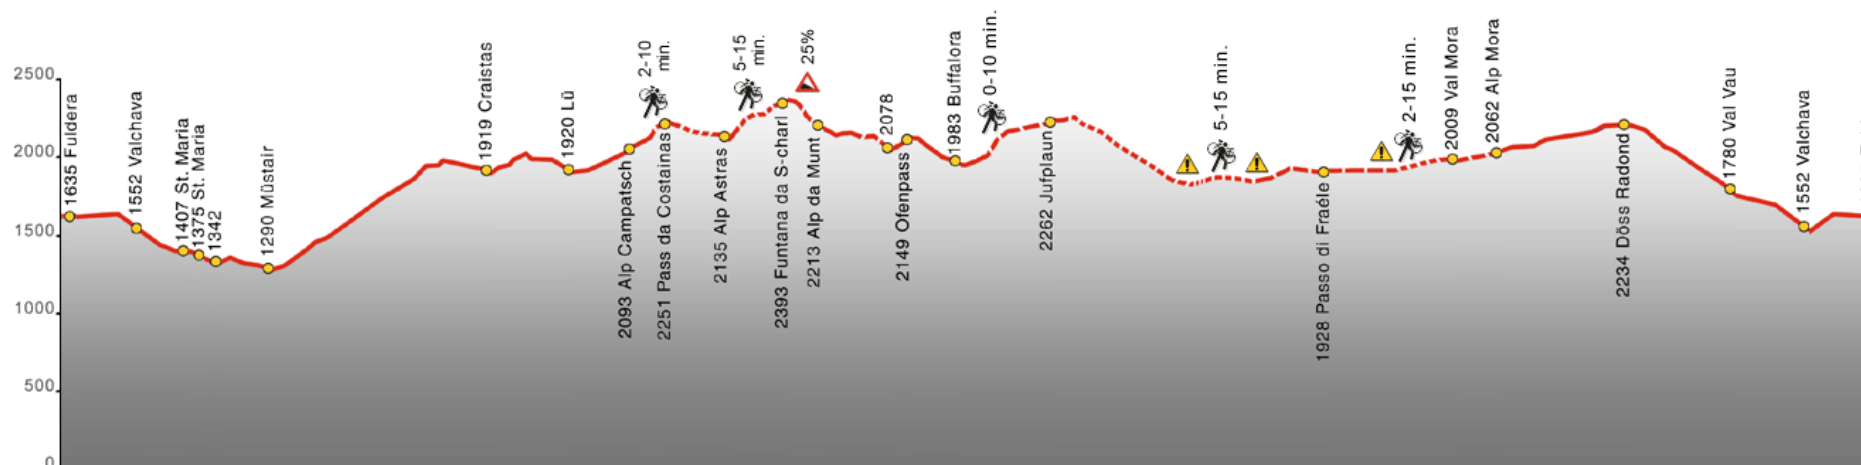 2500
2000
1500
1000
500
0
1635 Fuldera
1552 Valchava
1407 St. Maria
1375 St. Maria
1342
1290 Müstair
1919 Craistas
1920 Lü
2093 Alp Campatsch
2-10
min.
2251 Pass da Costainas
2135 Alp Astras
5-15
min.
2393 Funtana da S-charl
25%
2213 Alp da Munt
2078
2149 Ofenpass
1983 Buffalora
0-10 min.
2262 Jufplaun
5-15 min.
1928 Passo di Fraéle
2-15 min.
2009 Val Mora
2062 Alp Mora
2234 Döss Radond
1780 Val Vau
1552 Valchava